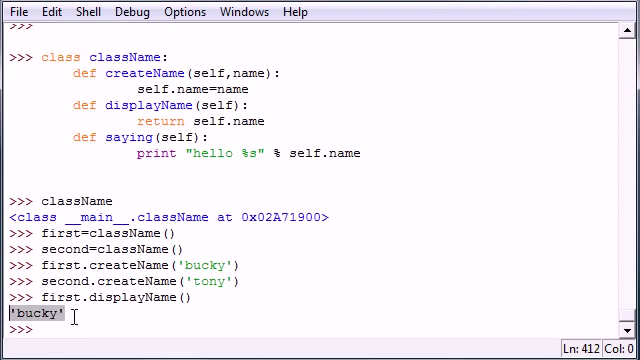 File Edit Shell Debug Options Windows Help
>>>
>>> class className:
def createName(self,name):
self.name=name
def displayName(self):
return self.name
def saying(self):
print "hello %s" % self.name
>>> className
<class __main__.className at 0x02A71900>
>>> first=className()
>>> second=className()
>>> first.createName('bucky')
>>> second.createName('tony')
>>> first.displayName()
'bucky'
>>>
Ln: 412 Col: 0